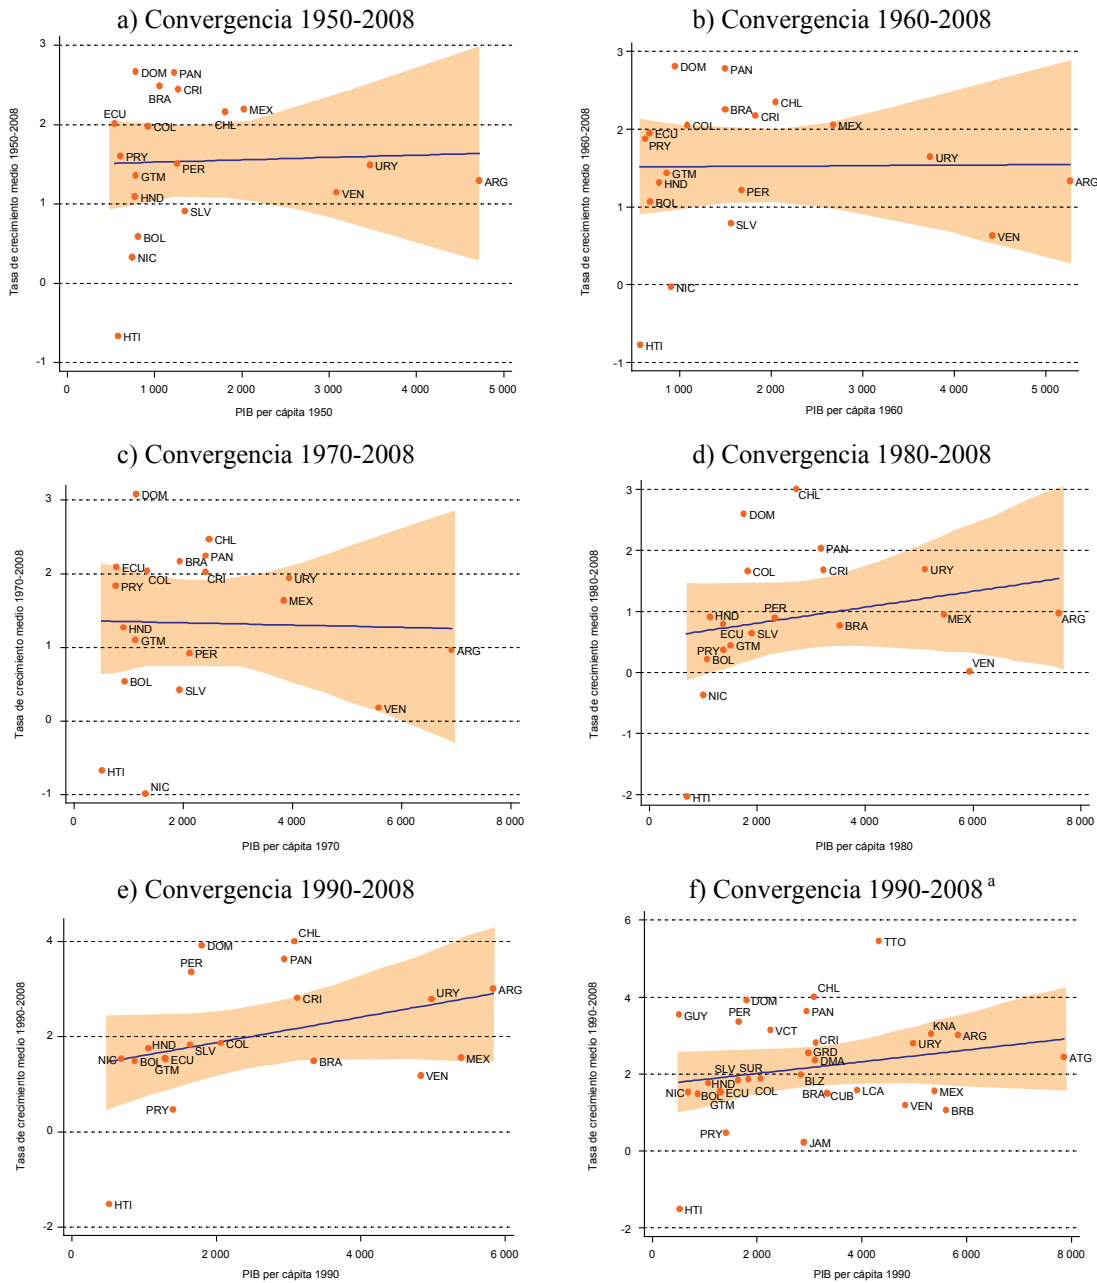 a) Convergencia 1950-2008
Tasa de crecimiento medio 1950-2008
3
2
1
0
-1
DOM
PAN
BRA
CRI
ECU
COL
CHL
MEX
PRY
PER
GTM
HND
SLV
URY
VEN
ARG
BOL
NIC
HTI
0
1 000
2 000
3 000
4 000
5 000
PIB per cápita 1950
b) Convergencia 1960-2008
Tasa de crecimiento medio 1960-2008
3
2
1
0
-1
DOM
PAN
BRA
CHL
CRI
COL
MEX
ECU
PRY
GTM
HND
PER
URY
ARG
BOL
SLV
VEN
NIC
HTI
1 000
2 000
3 000
4 000
5 000
PIB per cápita 1960
c) Convergencia 1970-2008
Tasa de crecimiento medio 1970-2008
3
2
1
0
-1
DOM
CHL
PAN
BRA
ECU
COL
CRI
PRY
URY
MEX
HND
GTM
PER
ARG
BOL
SLV
VEN
HTI
NIC
0
2 000
4 000
6 000
8 000
PIB per cápita 1970
d) Convergencia 1980-2008
Tasa de crecimiento medio 1980-2008
3
2
1
0
-1
-2
CHL
DOM
PAN
COL
CRI
URY
HND
PER
ECU
SLV
BRA
MEX
ARG
PRY
GTM
BOL
VEN
NIC
HTI
0
2 000
4 000
6 000
8 000
PIB per cápita 1980
e) Convergencia 1990-2008
Tasa de crecimiento medio 1990-2008
4
2
0
-2
CHL
DOM
PAN
PER
CRI
URY
ARG
HND
SLV
COL
NIC
BOL
ECU
GTM
BRA
MEX
VEN
PRY
HTI
0
2 000
4 000
6 000
PIB per cápita 1990
f) Convergencia 1990-2008 a
Tasa de crecimiento medio 1990-2008
6
4
2
0
-2
TTO
CHL
DOM
GUY
PER
PAN
VCT
KNA
CRI
URY
ARG
GRD
DMA
ATG
SLV
SUR
BLZ
HND
NIC
BOL
ECU
COL
BRA
CUB
LCA
MEX
GTM
VEN
BRB
PRY
JAM
HTI
0
2 000
4 000
6 000
8 000
PIB per cápita 1990